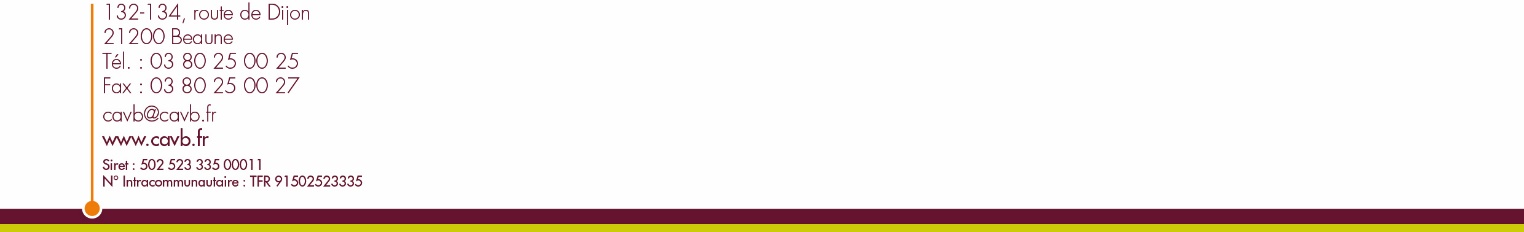 132-134, route de Dijon
21200 Beaune
Tél. : 03 80 25 00 25
Fax : 03 80 25 00 27
cavb@cavb.fr
www.cavb.fr
Siret : 502 523 335 00011
N° Intracommunautaire : TFR 91502523335